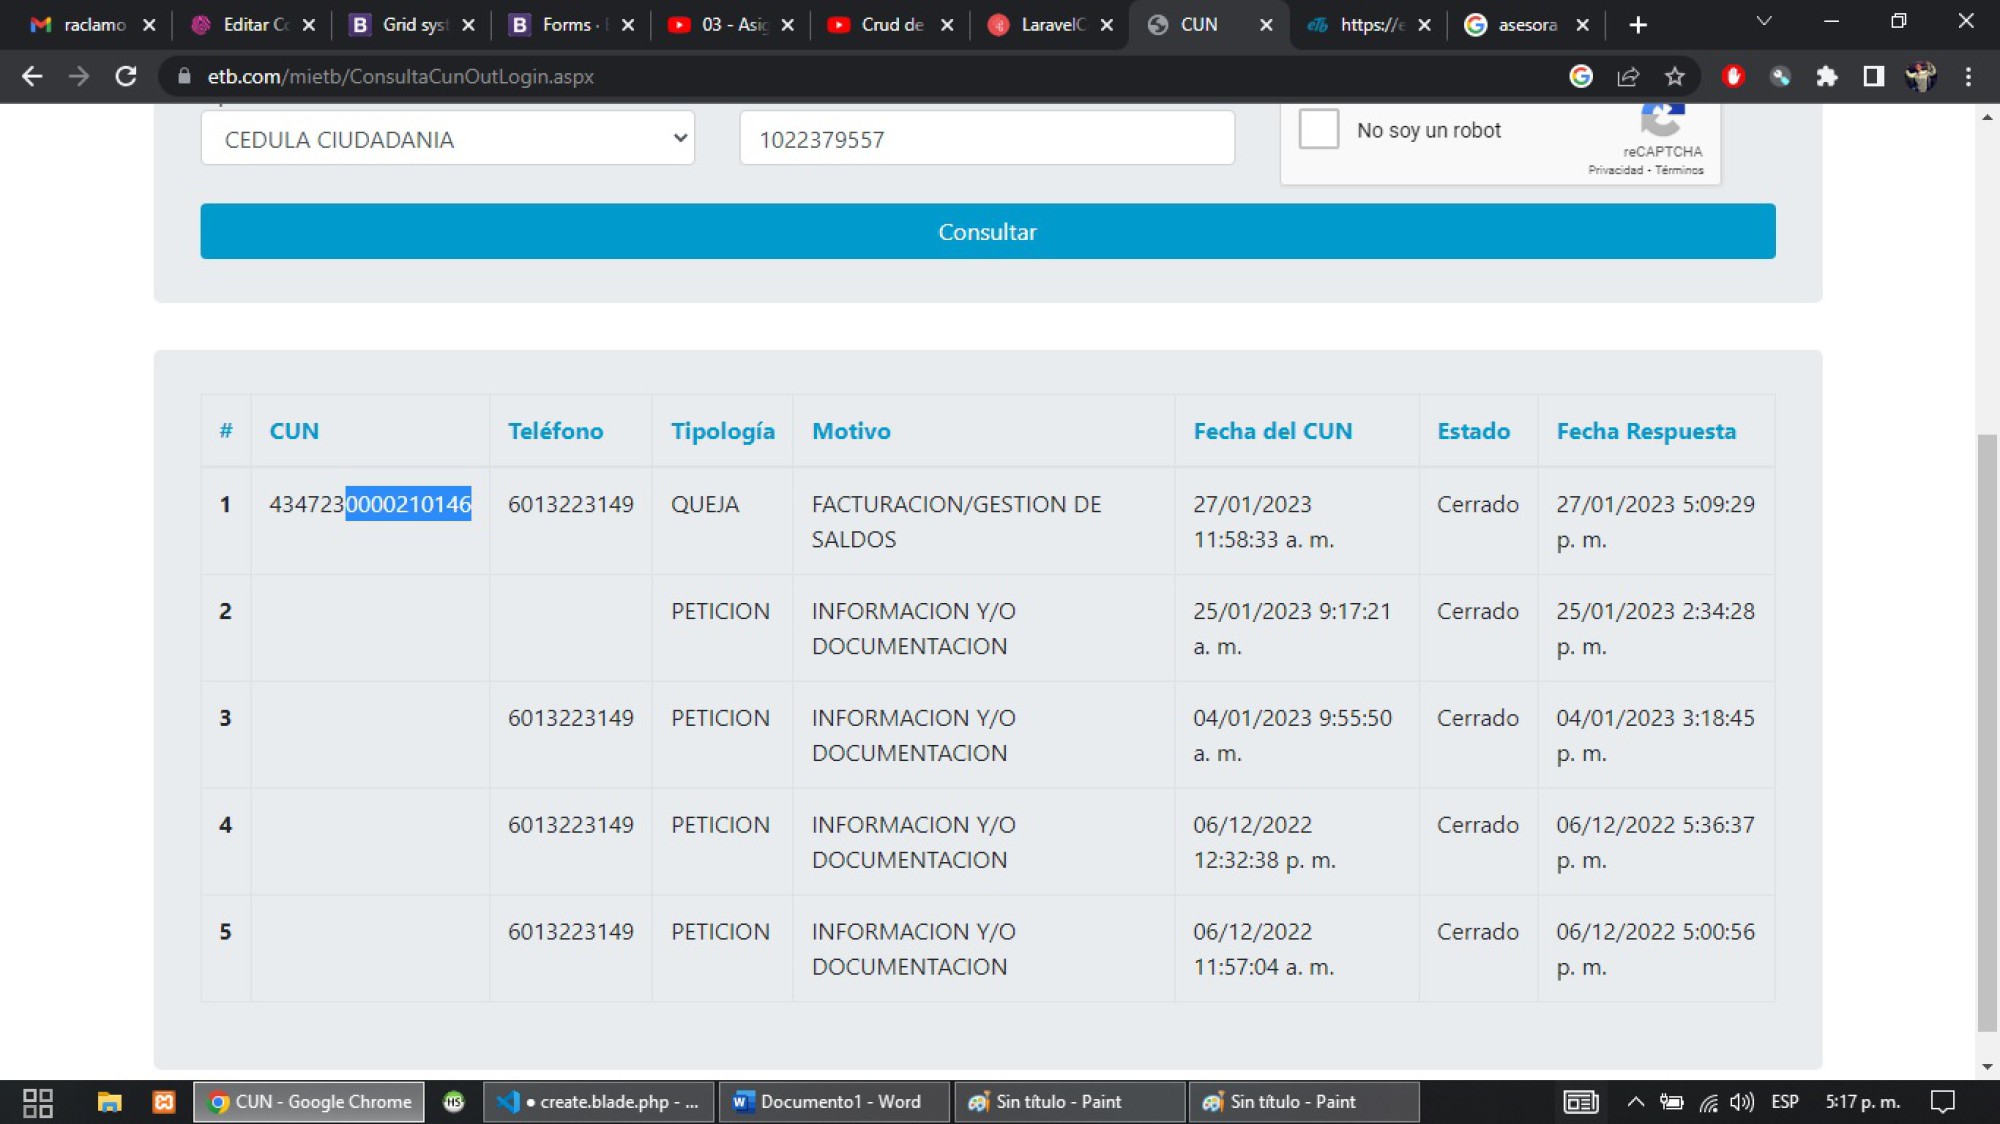 raclamo
Editar Co
Grid syst
Forms · B
03 - Asig
Crud de
LaravelC
CUN
https://e
asesora
etb.com/mietb/ConsultaCunOutLogin.aspx
CEDULA CIUDADANIA
1022379557
No soy un robot
reCAPTCHA
Privacidad - Términos
Consultar
# CUN Teléfono Tipología Motivo Fecha del CUN Estado Fecha Respuesta
1 4347230000210146 6013223149 QUEJA FACTURACION/GESTION DE 27/01/2023 Cerrado 27/01/2023 5:09:29
SALDOS 11:58:33 a. m. p. m.
2 PETICION INFORMACION Y/O 25/01/2023 9:17:21 Cerrado 25/01/2023 2:34:28
DOCUMENTACION a. m. p. m.
3 6013223149 PETICION INFORMACION Y/O 04/01/2023 9:55:50 Cerrado 04/01/2023 3:18:45
DOCUMENTACION a. m. p. m.
4 6013223149 PETICION INFORMACION Y/O 06/12/2022 Cerrado 06/12/2022 5:36:37
DOCUMENTACION 12:32:38 p. m. p. m.
5 6013223149 PETICION INFORMACION Y/O 06/12/2022 Cerrado 06/12/2022 5:00:56
DOCUMENTACION 11:57:04 a. m. p. m.
CUN - Google Chrome
● create.blade.php - ...
Documento1 - Word
Sin título - Paint
Sin título - Paint
ESP
5:17 p. m.